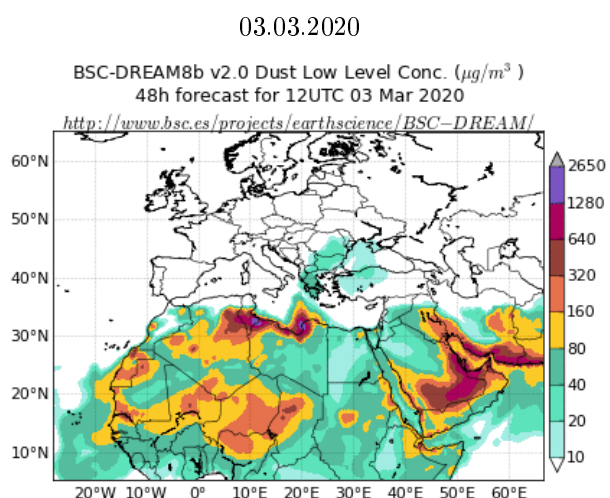 03.03.2020
BSC-DREAM8b v2.0 Dust Low Level Conc. (μg/m³ )
48h forecast for 12UTC 03 Mar 2020
http://www.bsc.es/projects/earthscience/BSC−DREAM/
60°N
50°N
40°N
30°N
20°N
10°N
20°W 10°W 0° 10°E 20°E 30°E 40°E 50°E 60°E
2650
1280
640
320
160
80
40
20
10